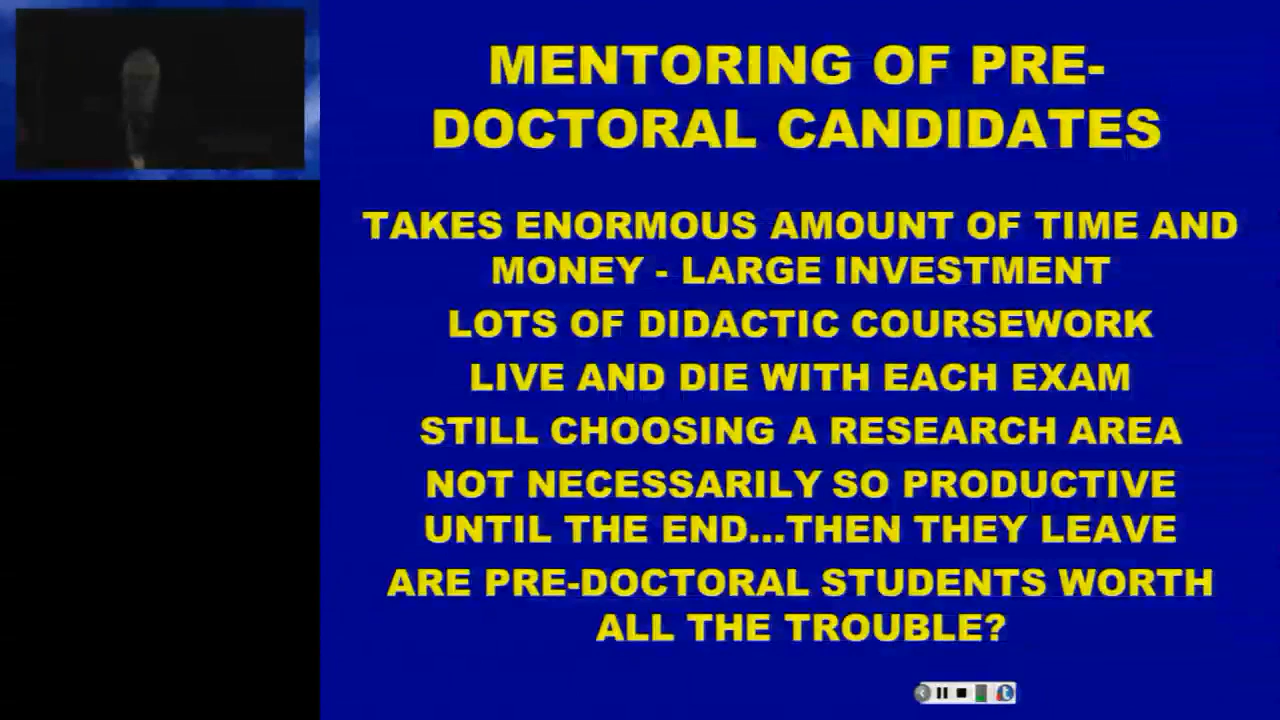 MENTORING OF PRE-
DOCTORAL CANDIDATES
TAKES ENORMOUS AMOUNT OF TIME AND
MONEY - LARGE INVESTMENT
LOTS OF DIDACTIC COURSEWORK
LIVE AND DIE WITH EACH EXAM
STILL CHOOSING A RESEARCH AREA
NOT NECESSARILY SO PRODUCTIVE
UNTIL THE END...THEN THEY LEAVE
ARE PRE-DOCTORAL STUDENTS WORTH
ALL THE TROUBLE?